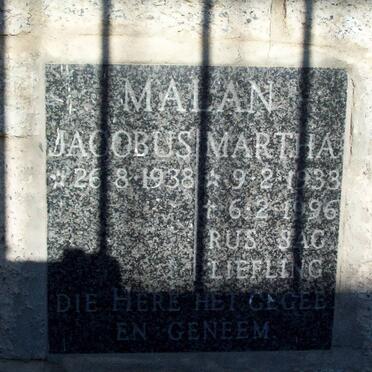 MALAN
JACOBUS MARTHA
☆ 26·8·1938 ☆ 9·2·1933
† 6·2·1996
RUS SAG
LIEFLING
DIE HERE HET GEGEE
EN GENEEM